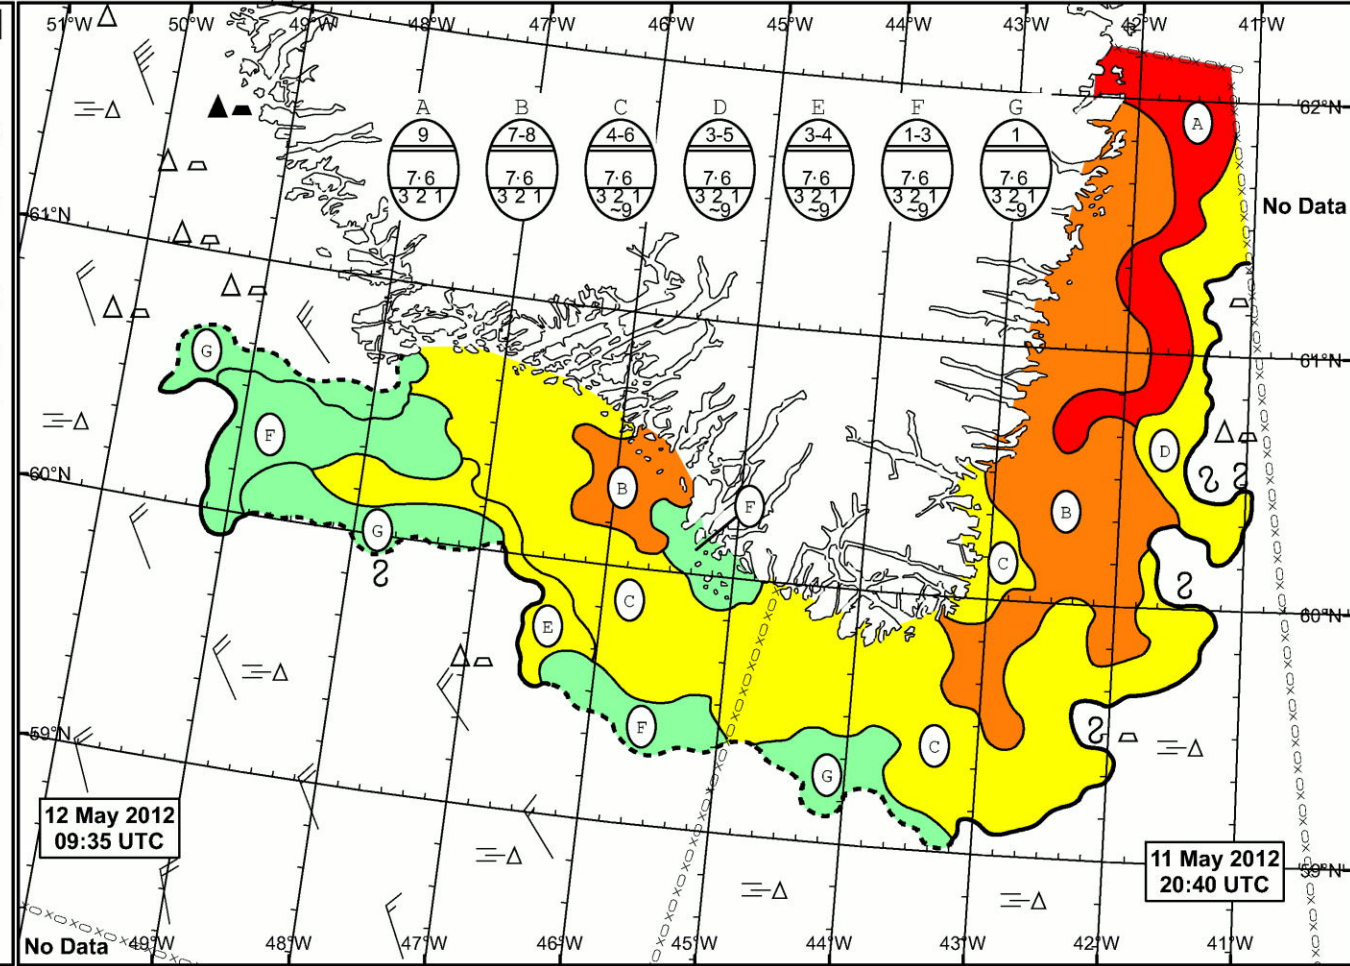 51°W 50°W 49°W 48°W 47°W 46°W 45°W 44°W 43°W 42°W 41°W
A B C D E F G
9 7-8 4-6 3-5 3-4 1-3 1
7·6 7·6 7·6 7·6 7·6 7·6 7·6
3 2 1 3 2 1 3 2 1 3 2 1 3 2 1 3 2 1 3 2 1
~9 ~9 ~9 ~9 ~9
62°N
A
No Data
61°N
61°N
G
F
D
60°N
B
F
B
G
C
60°N
C
E
F
C
59°N
G
12 May 2012
09:35 UTC
59°N
11 May 2012
20:40 UTC
No Data
49°W 48°W 47°W 46°W 45°W 44°W 43°W 42°W 41°W